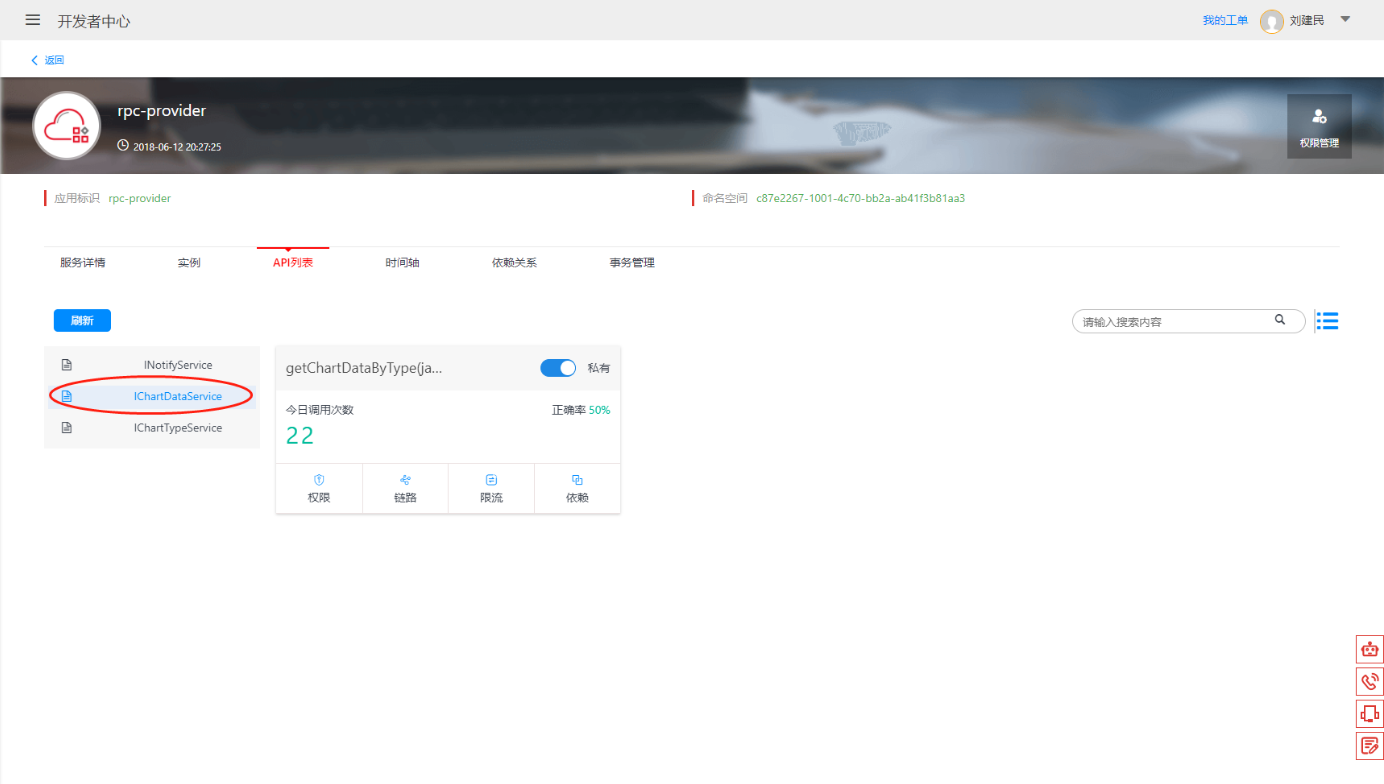 开发者中心
我的工单 刘建民
返回
rpc-provider
2018-06-12 20:27:25
权限管理
应用标识 rpc-provider
命名空间 c87e2267-1001-4c70-bb2a-ab41f3b81aa3
服务详情 实例 API列表 时间轴 依赖关系 事务管理
刷新
请输入搜索内容
INotifyService
IChartDataService
IChartTypeService
getChartDataByType(ja...
私有
今日调用次数
正确率 50%
22
权限 链路 限流 依赖